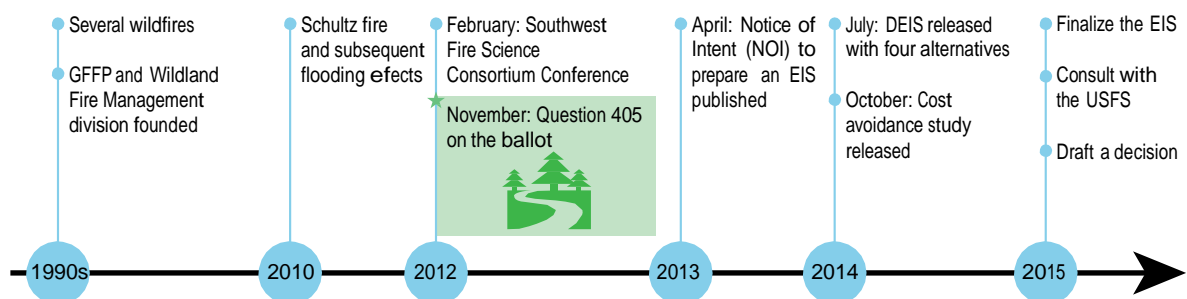 Several wildfires
GFFP and Wildland
Fire Management
division founded
Schultz fire
and subsequent
flooding efects
February: Southwest
Fire Science
Consortium Conference
November: Question 405
on the ballot
April: Notice of
Intent (NOI) to
prepare an EIS
published
July: DEIS released
with four alternatives
October: Cost
avoidance study
released
Finalize the EIS
Consult with
the USFS
Draft a decision
1990s
2010
2012
2013
2014
2015